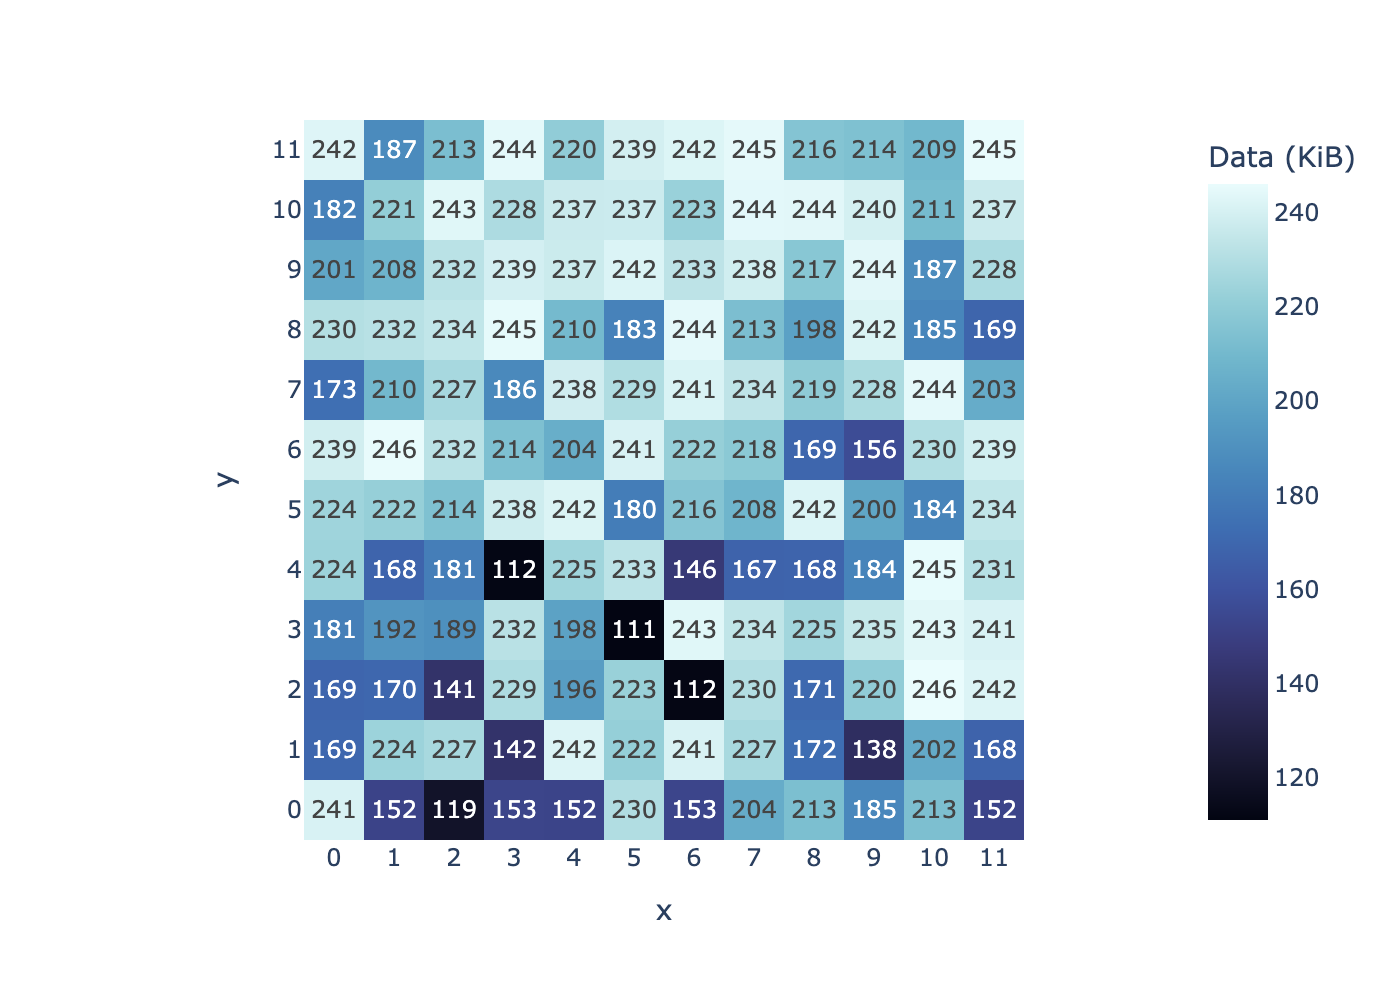 Data (KiB)
11 242 187 213 244 220 239 242 245 216 214 209 245
10 182 221 243 228 237 237 223 244 244 240 211 237
9 201 208 232 239 237 242 233 238 217 244 187 228
8 230 232 234 245 210 183 244 213 198 242 185 169
7 173 210 227 186 238 229 241 234 219 228 244 203
6 239 246 232 214 204 241 222 218 169 156 230 239
5 224 222 214 238 242 180 216 208 242 200 184 234
4 224 168 181 112 225 233 146 167 168 184 245 231
3 181 192 189 232 198 111 243 234 225 235 243 241
2 169 170 141 229 196 223 112 230 171 220 246 242
1 169 224 227 142 242 222 241 227 172 138 202 168
0 241 152 119 153 152 230 153 204 213 185 213 152
0 1 2 3 4 5 6 7 8 9 10 11
x
y
240
220
200
180
160
140
120